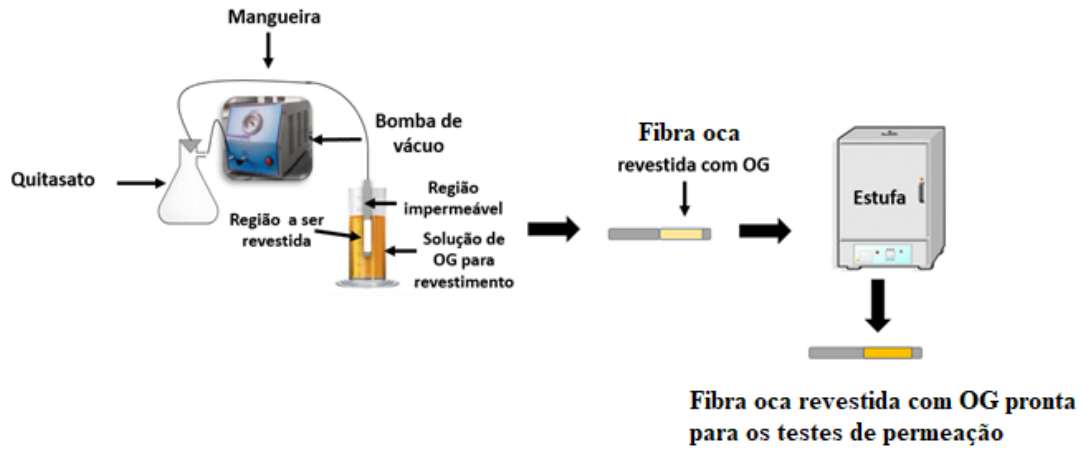 Mangueira
Bomba de
vácuo
Quitasato
Região
impermeável
Região a ser
revestida
Solução de
OG para
revestimento
Fibra oca
revestida com OG
Estufa
Fibra oca revestida com OG pronta
para os testes de permeação